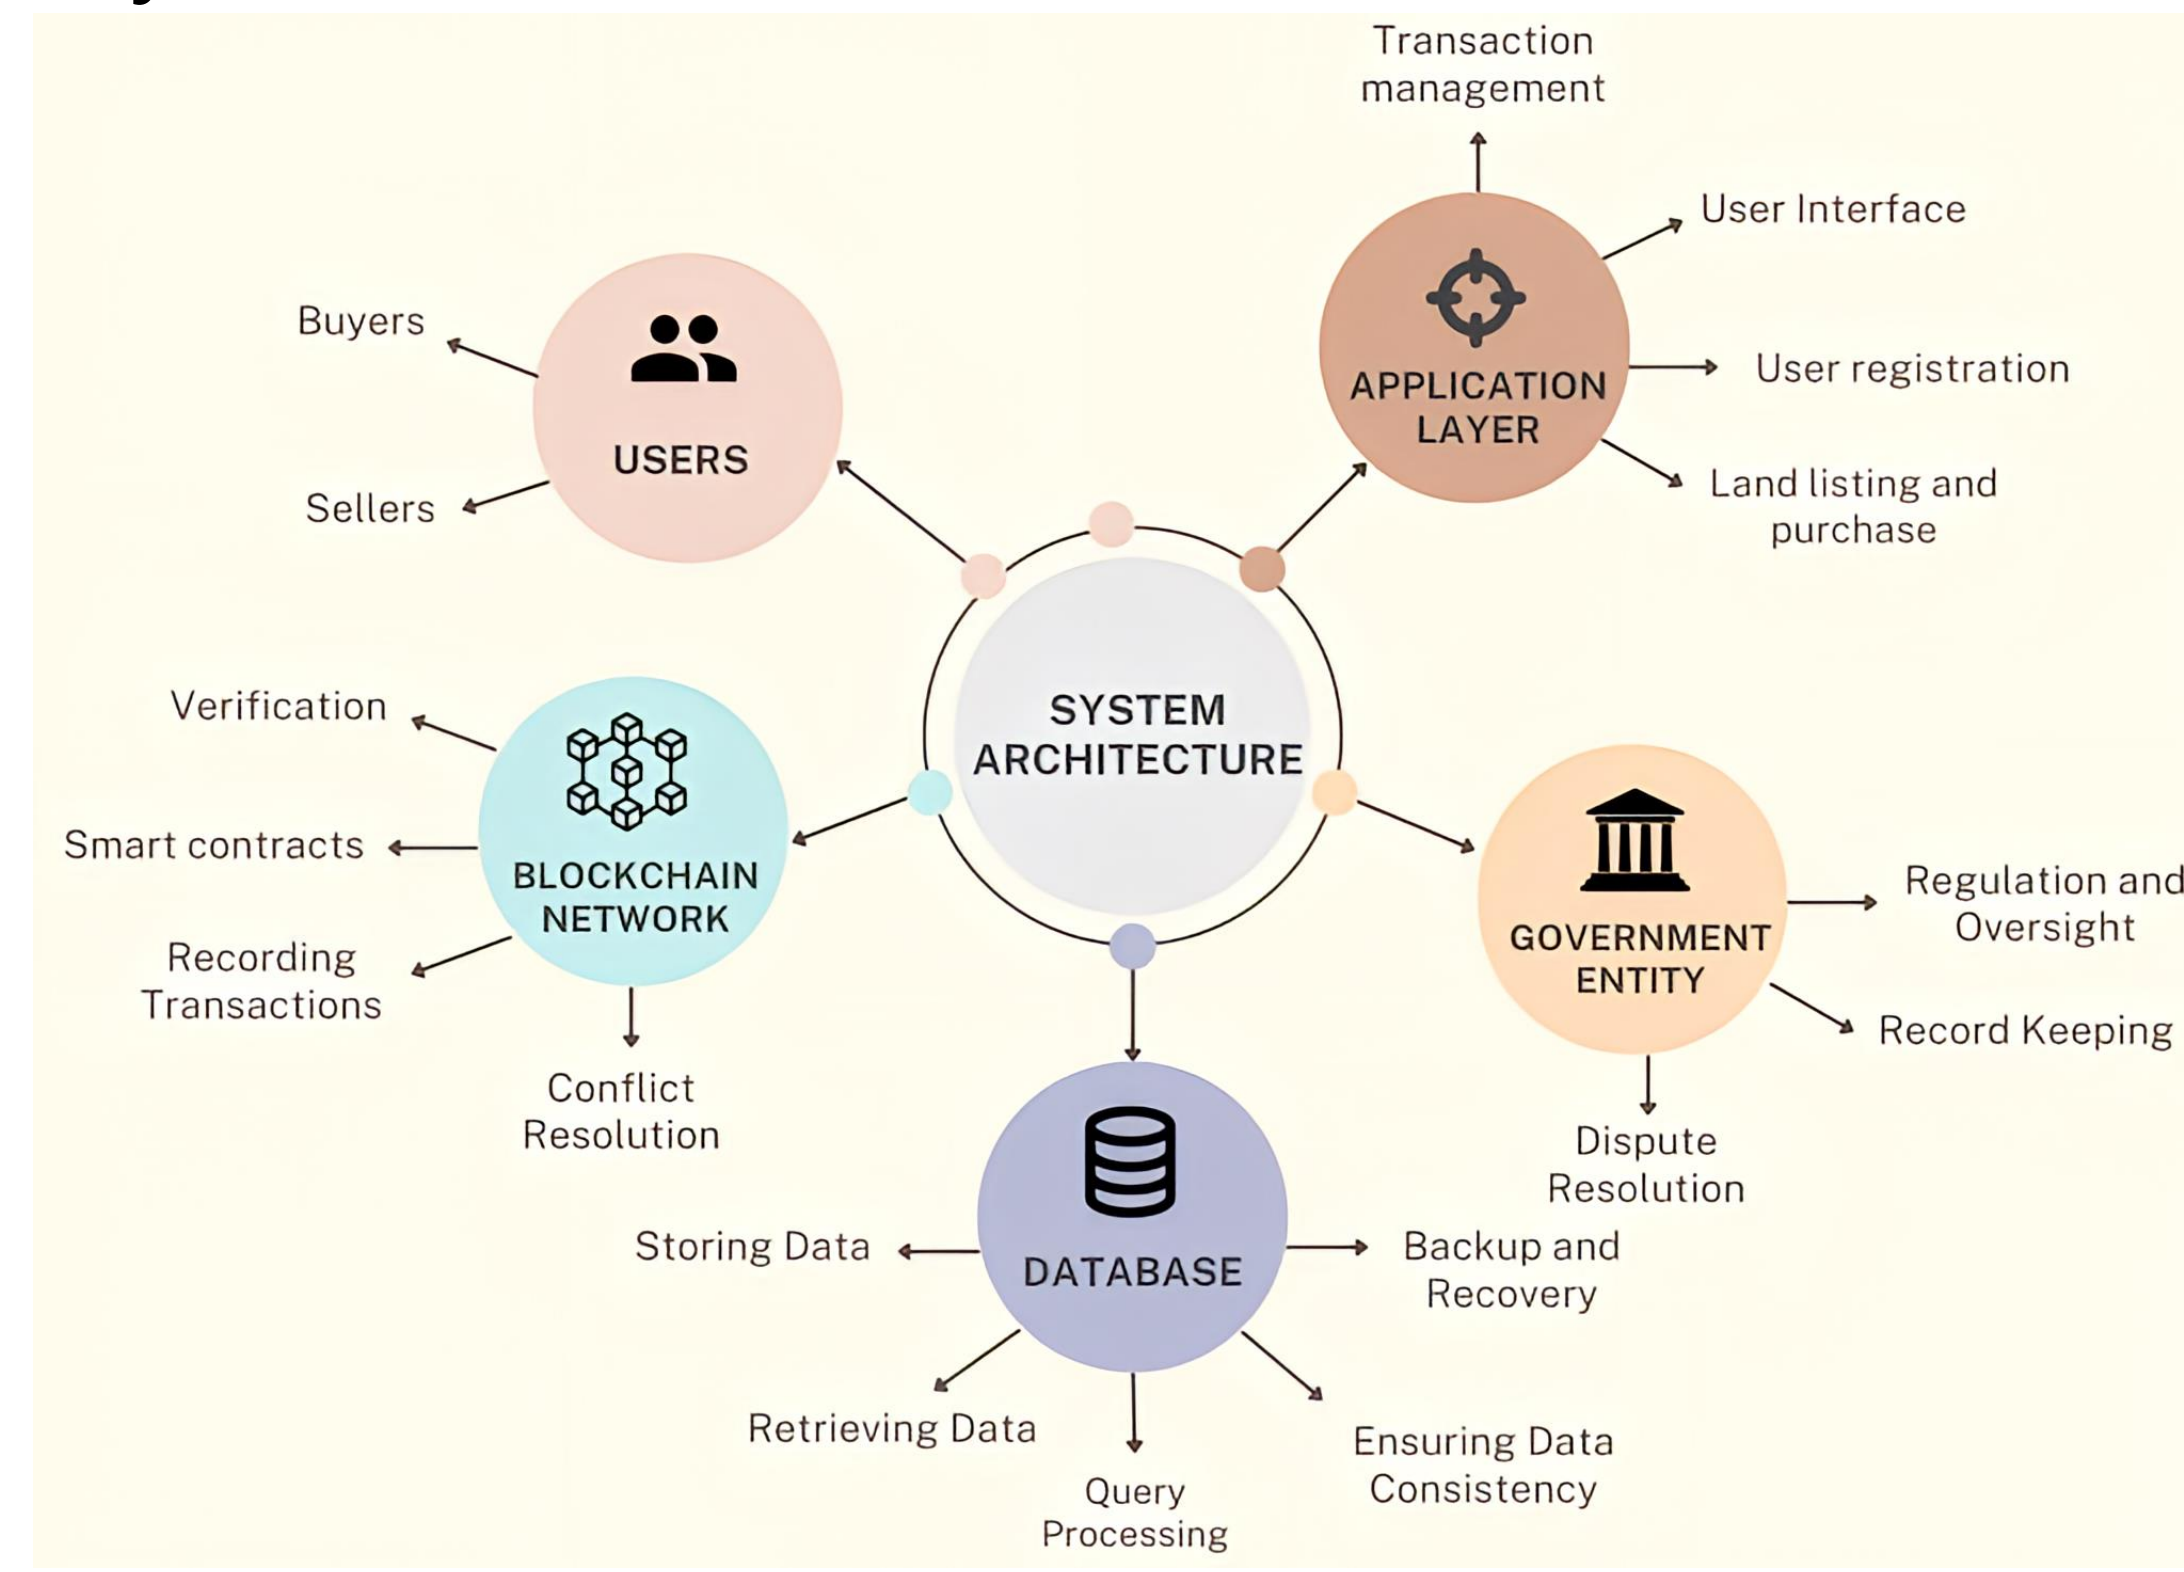 Transaction
management
User Interface
User registration
Land listing and
purchase
APPLICATION
LAYER
Buyers
Sellers
USERS
SYSTEM
ARCHITECTURE
Verification
Smart contracts
Recording
Transactions
Conflict
Resolution
BLOCKCHAIN
NETWORK
GOVERNMENT
ENTITY
Regulation and
Oversight
Record Keeping
Dispute
Resolution
DATABASE
Storing Data
Retrieving Data
Query
Processing
Ensuring Data
Consistency
Backup and
Recovery